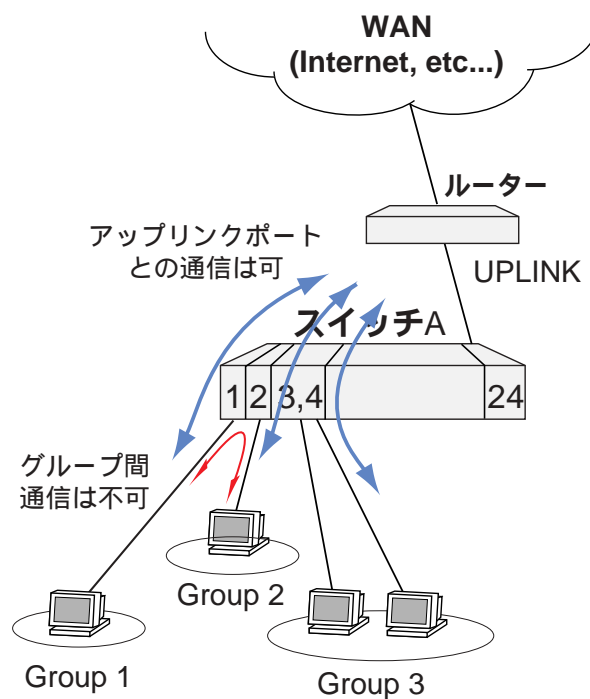 WAN
(Internet, etc...)
ルーター
アップリンクポート
との通信は可
UPLINK
スイッチA
1
2
3,4
24
グループ間
通信は不可
Group 2
Group 1
Group 3